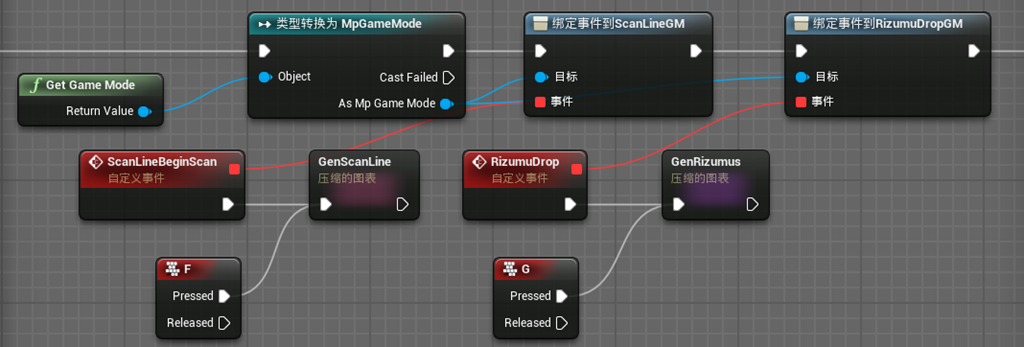 类型转换为 MpGameMode
Object
Cast Failed
As Mp Game Mode
绑定事件到ScanLineGM
目标
事件
绑定事件到RizumuDropGM
目标
事件
f Get Game Mode
Return Value
ScanLineBeginScan
自定义事件
GenScanLine
压缩的图表
RizumuDrop
自定义事件
GenRizumus
压缩的图表
F
Pressed
Released
G
Pressed
Released